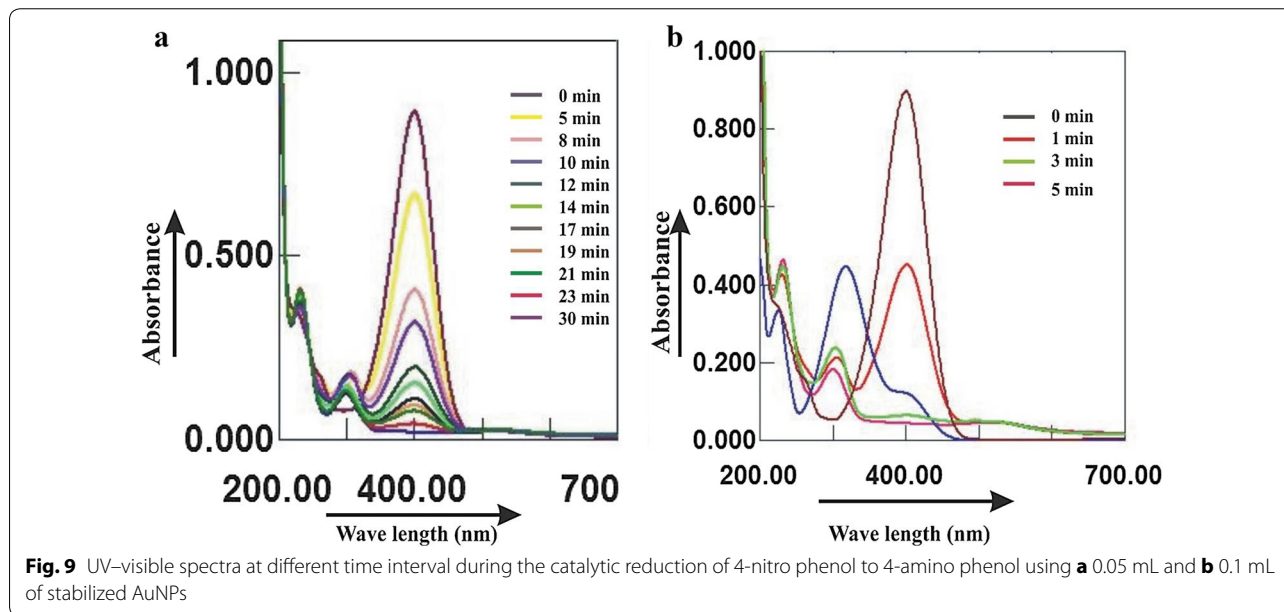 a
1.000
0.500
0.000
200.00 400.00 700
Absorbance
Wave length (nm)
0 min
5 min
8 min
10 min
12 min
14 min
17 min
19 min
21 min
23 min
30 min
b
1.000
0.800
0.600
0.400
0.200
0.000
200.00 400.00 700.00
Absorbance
Wave length (nm)
0 min
1 min
3 min
5 min
Fig. 9 UV–visible spectra at different time interval during the catalytic reduction of 4-nitro phenol to 4-amino phenol using a 0.05 mL and b 0.1 mL
of stabilized AuNPs